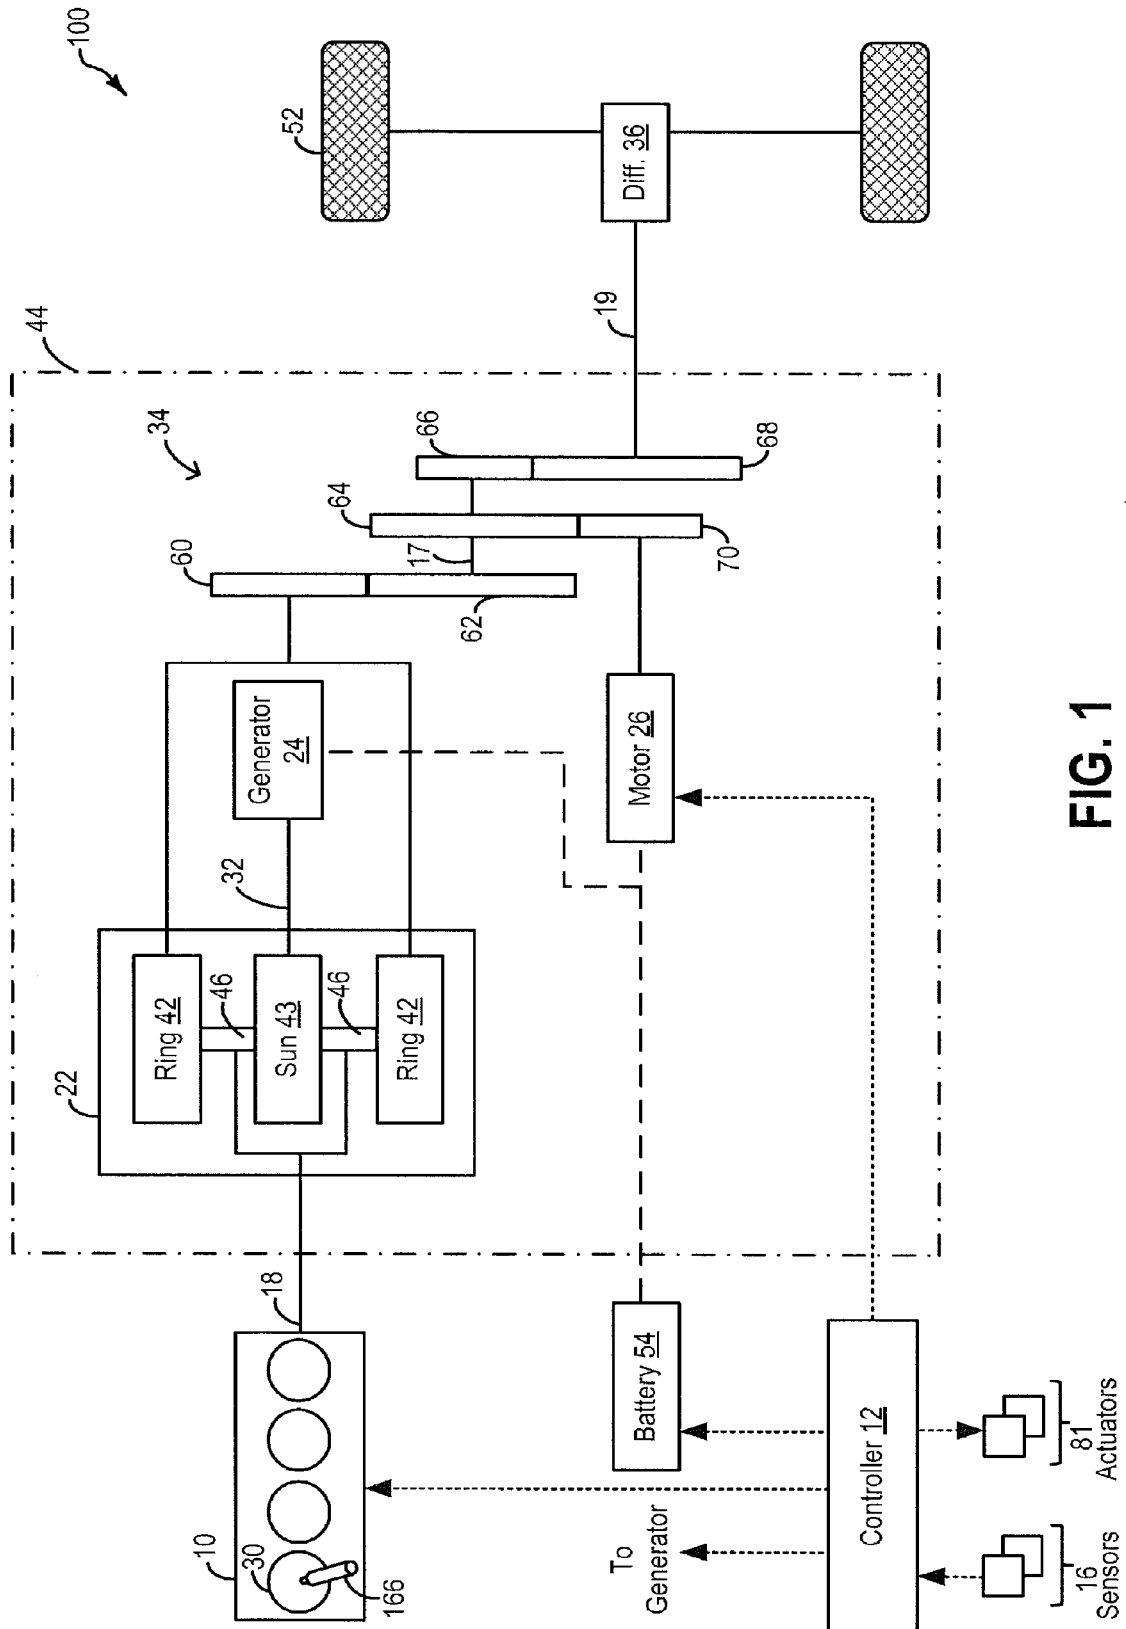 100
52
Diff. 36
44
19
34
66
68
64
70
17
60
62
Generator
24
Motor 26
32
22
Ring 42
46
Sun 43
46
Ring 42
18
10
30
166
Battery 54
To
Generator
Controller 12
81
Actuators
16
Sensors
FIG. 1